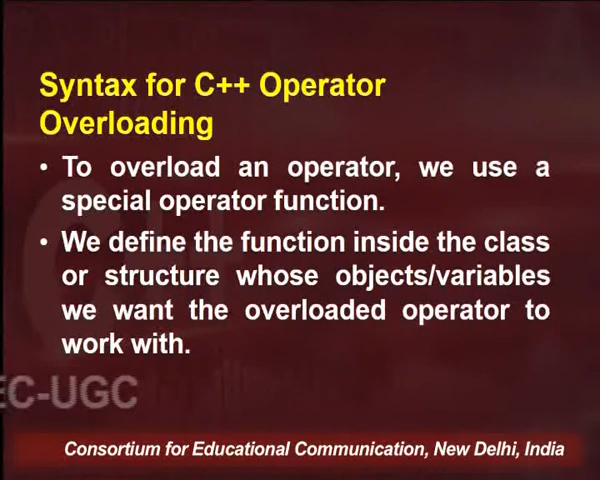 Syntax for C++ Operator
Overloading
• To overload an operator, we use a
special operator function.
• We define the function inside the class
or structure whose objects/variables
we want the overloaded operator to
work with.
EC-UGC
Consortium for Educational Communication, New Delhi, India